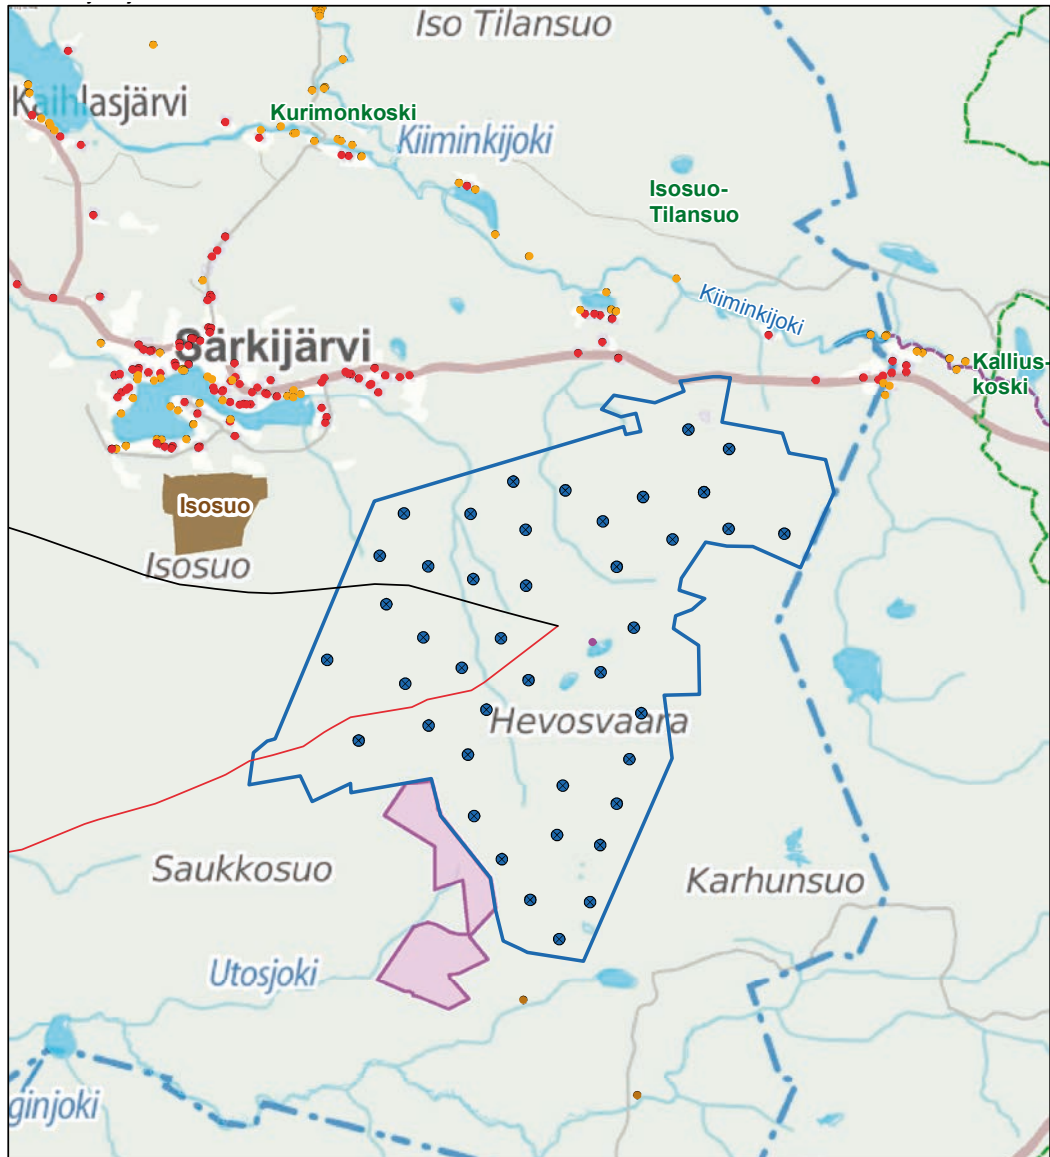 Iso Tilansuo
Kaihlasjärvi
Kurimonkoski
Kiiminkijoki
Isosuo-
Tilansuo
Kiiminkijoki
Särkijärvi
Kallius-
koski
Isosuo
Isosuo
Hevosvaara
Saukkosuo
Karhunsuo
Utosjoki
ginjoki